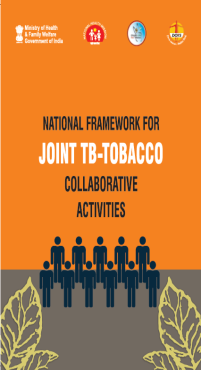 Ministry of Health
& Family Welfare
Government of India
NATIONAL FRAMEWORK FOR
JOINT TB-TOBACCO
COLLABORATIVE
ACTIVITIES